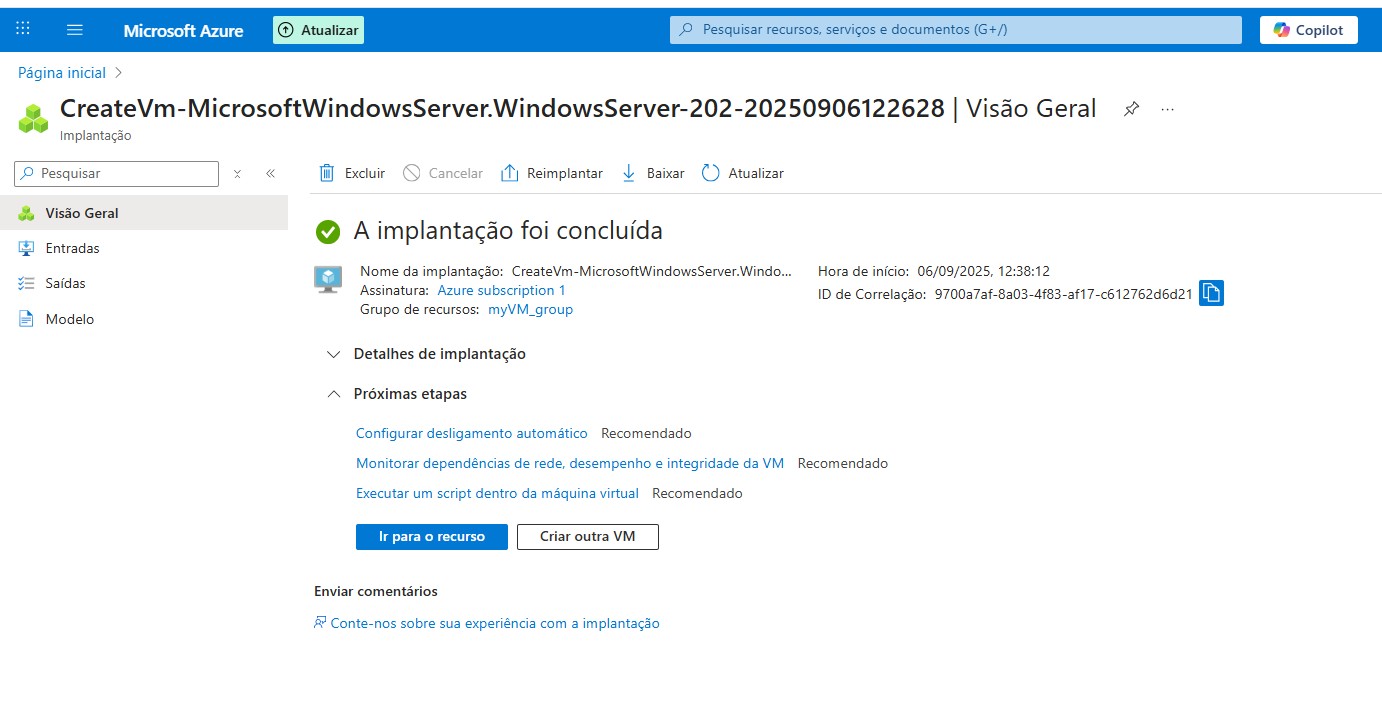 Microsoft Azure Atualizar Pesquisar recursos, serviços e documentos (G+/) Copilot
Página inicial
CreateVm-MicrosoftWindowsServer.WindowsServer-202-20250906122628 | Visão Geral
Implantação
Pesquisar
Excluir Cancelar Reimplantar Baixar Atualizar
Visão Geral
Entradas
Saídas
Modelo
A implantação foi concluída
Nome da implantação: CreateVm-MicrosoftWindowsServer.Windo...
Assinatura: Azure subscription 1
Grupo de recursos: myVM_group
Hora de início: 06/09/2025, 12:38:12
ID de Correlação: 9700a7af-8a03-4f83-af17-c612762d6d21
Detalhes de implantação
Próximas etapas
Configurar desligamento automático Recomendado
Monitorar dependências de rede, desempenho e integridade da VM Recomendado
Executar um script dentro da máquina virtual Recomendado
Ir para o recurso Criar outra VM
Enviar comentários
Conte-nos sobre sua experiência com a implantação